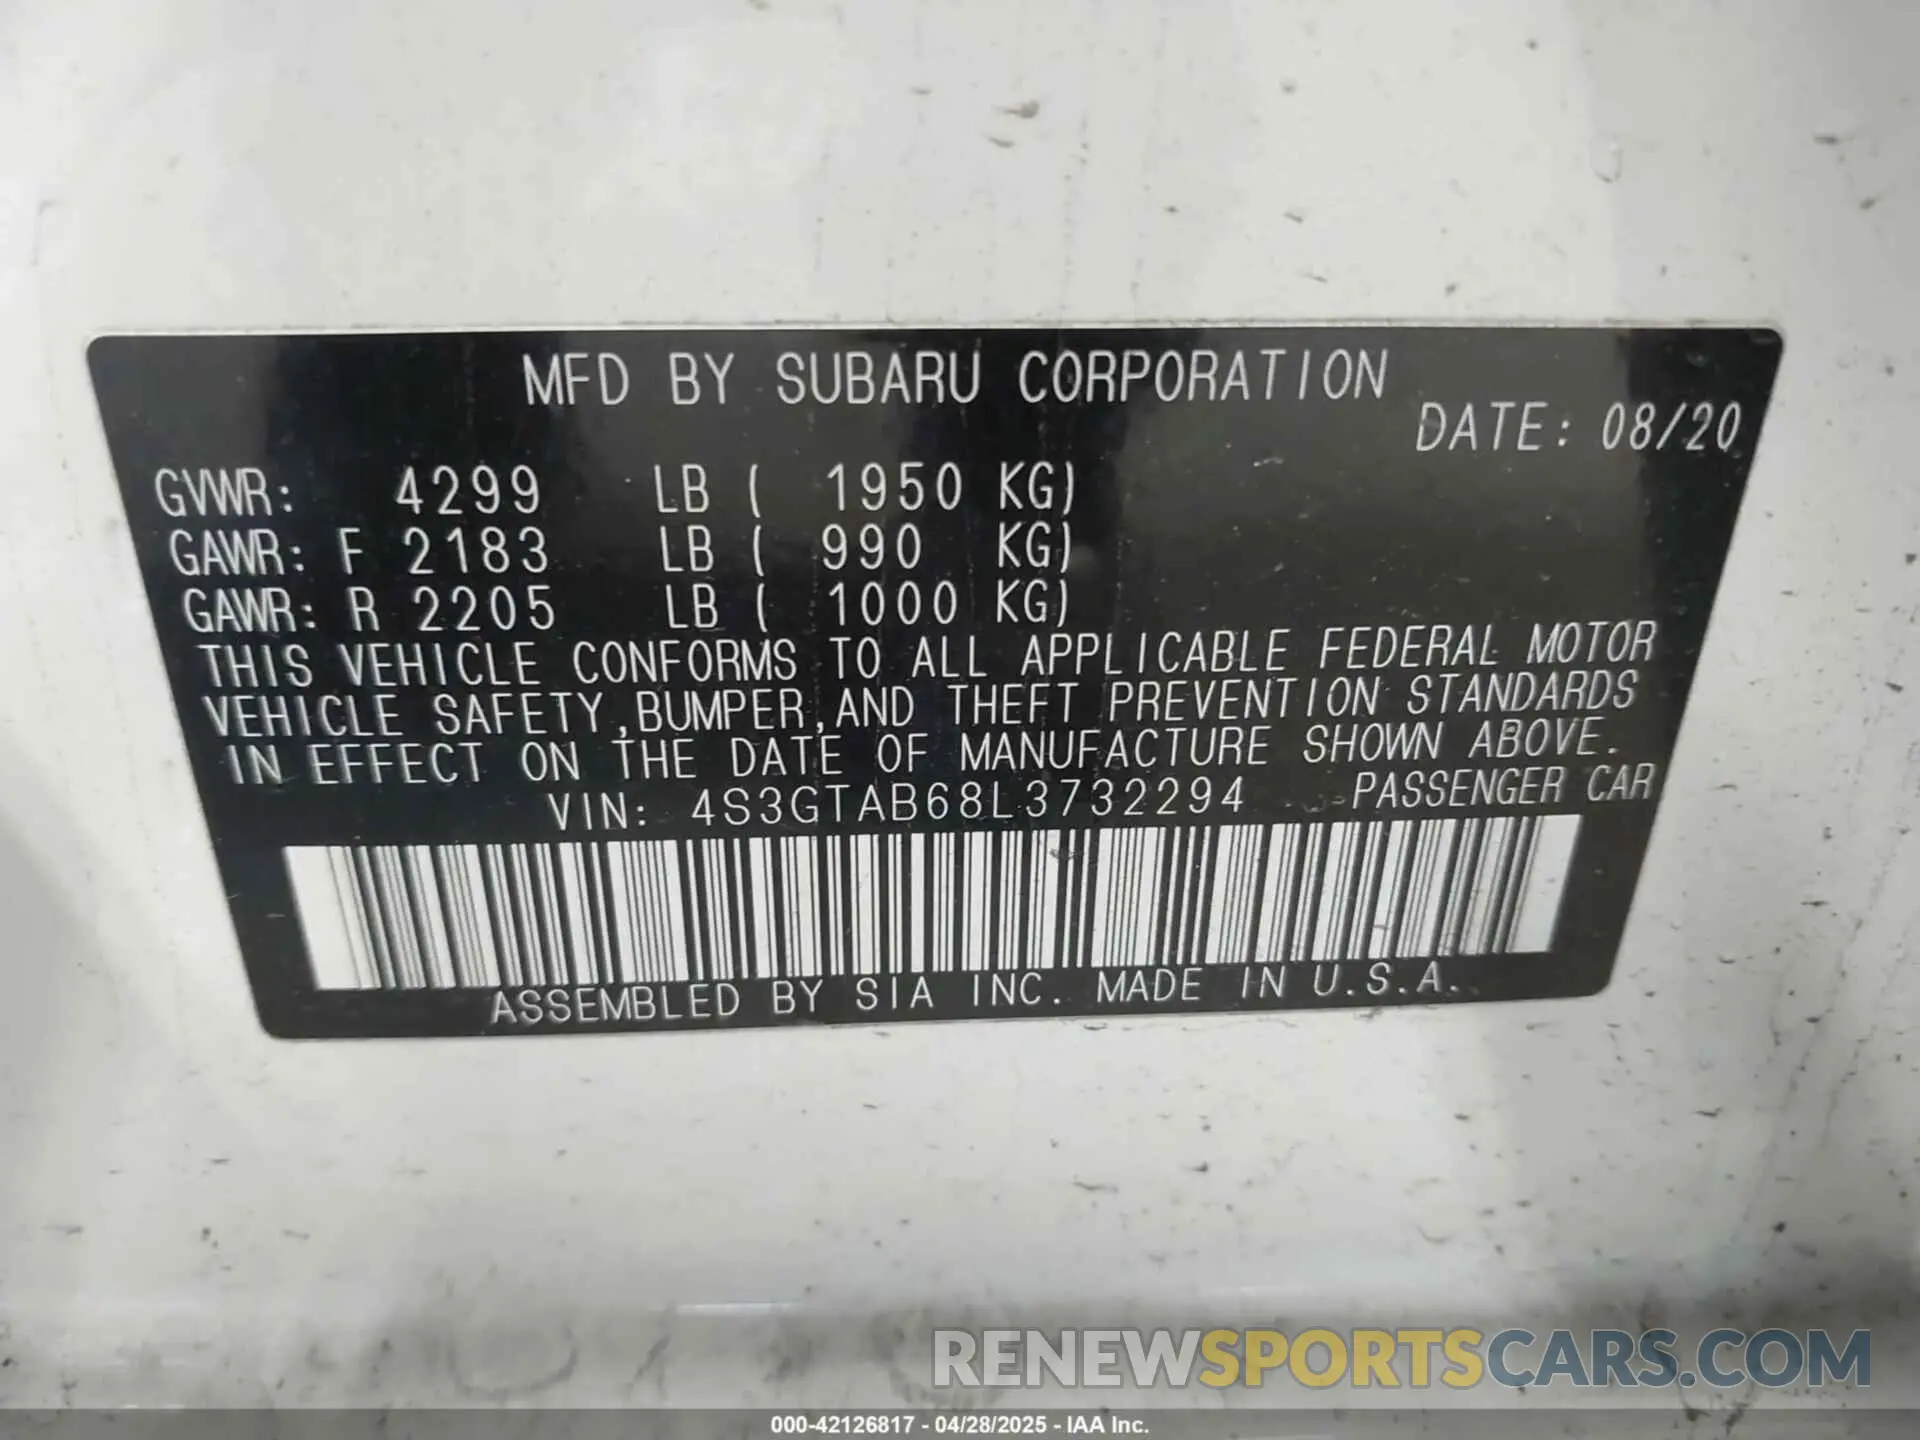 MFD BY SUBARU CORPORATION
DATE: 08/20
GVWR: 4299 LB ( 1950 KG)
GAWR: F 2183 LB ( 990 KG)
GAWR: R 2205 LB ( 1000 KG)
THIS VEHICLE CONFORMS TO ALL APPLICABLE FEDERAL MOTOR
VEHICLE SAFETY,BUMPER,AND THEFT PREVENTION STANDARDS
IN EFFECT ON THE DATE OF MANUFACTURE SHOWN ABOVE.
VIN: 4S3GTAB68L3732294 PASSENGER CAR
ASSEMBLED BY SIA INC. MADE IN U.S.A.
RENEWSPORTSCARS.COM
000-42126817 - 04/28/2025 - IAA Inc.